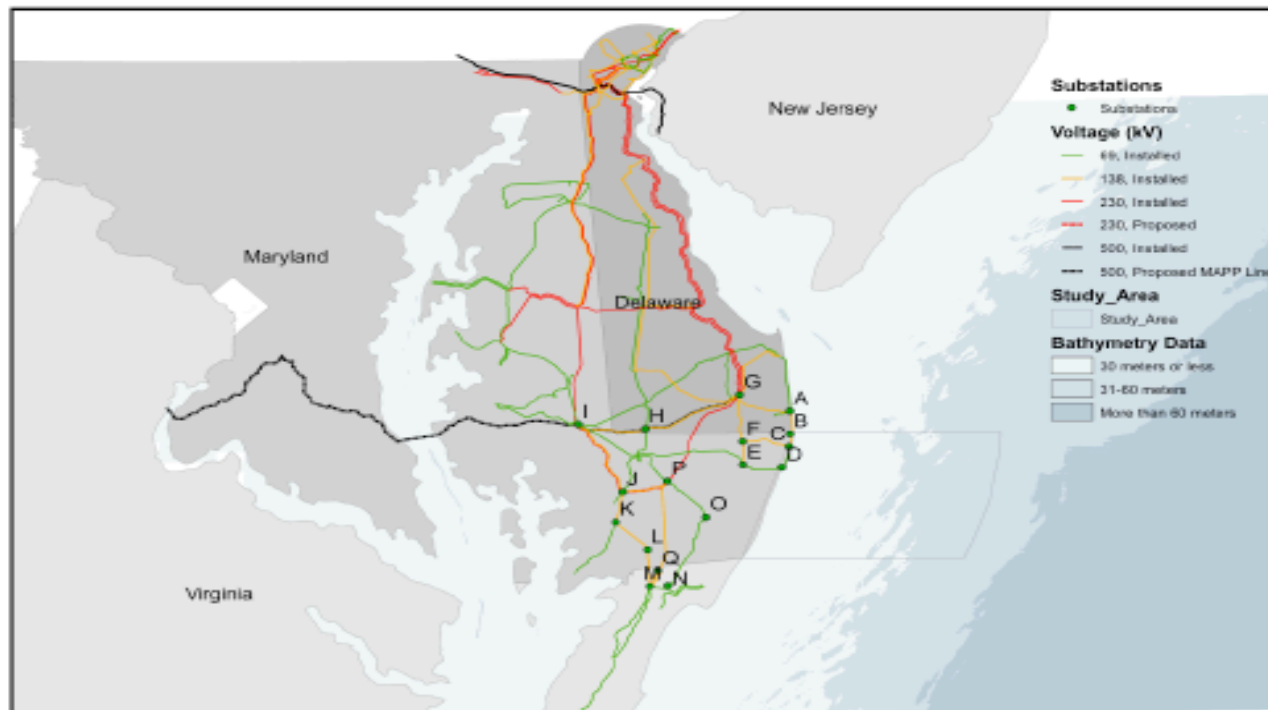 Substations
Substations
New Jersey
Voltage (kV)
69, Installed
138, Installed
230, Installed
230, Proposed
Maryland
500, Installed
500, Proposed MAPP Line
Delaware
Study_Area
Study_Area
Bathymetry Data
30 meters or less
G
31-60 meters
A
More than 60 meters
B
I
H
F
C
E
D
P
J
K
O
L
Q
M
N
Virginia